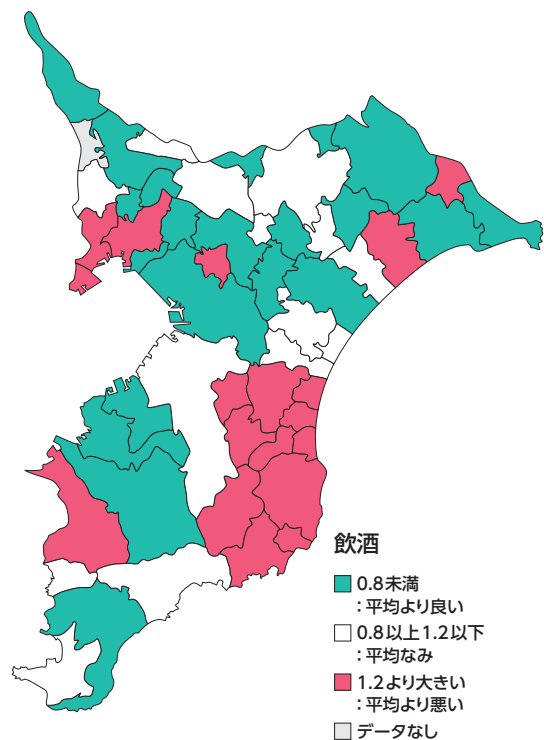 飲酒
0.8未満
：平均より良い
0.8以上1.2以下
：平均なみ
1.2より大きい
：平均より悪い
データなし